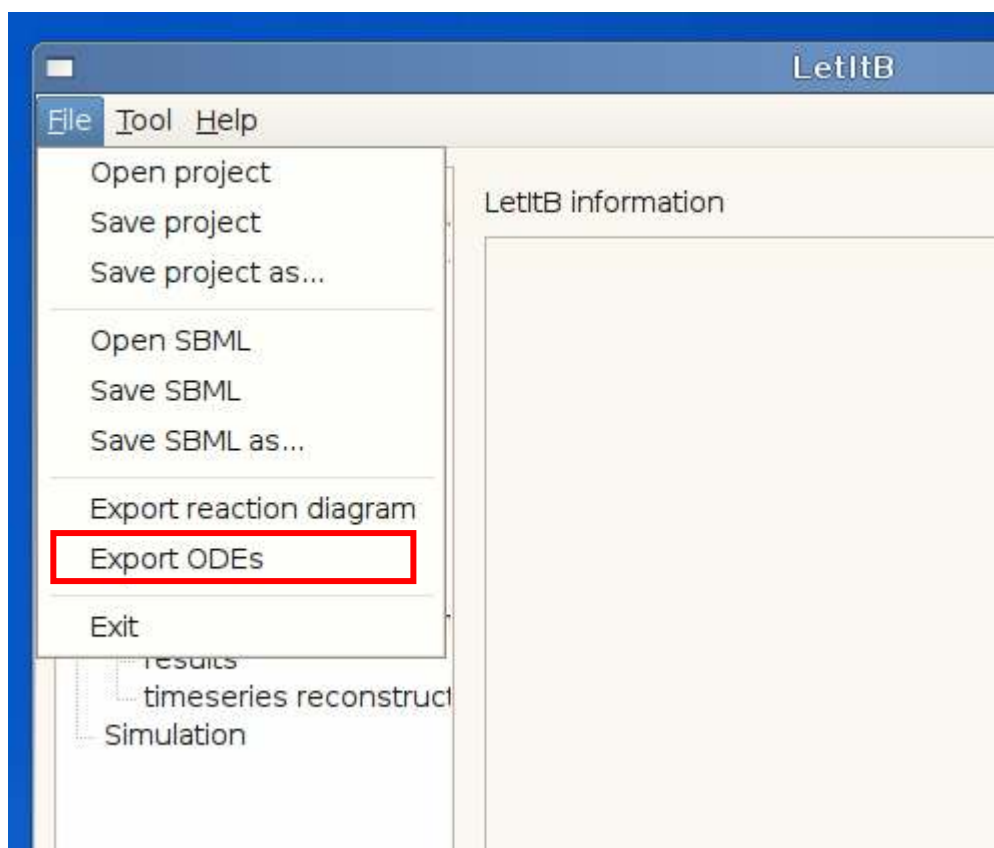 LetItB
File Tool Help
Open project
Save project
Save project as...
Open SBML
Save SBML
Save SBML as...
Export reaction diagram
Export ODEs
Exit
LetItB information
results
timeseries reconstruct
Simulation